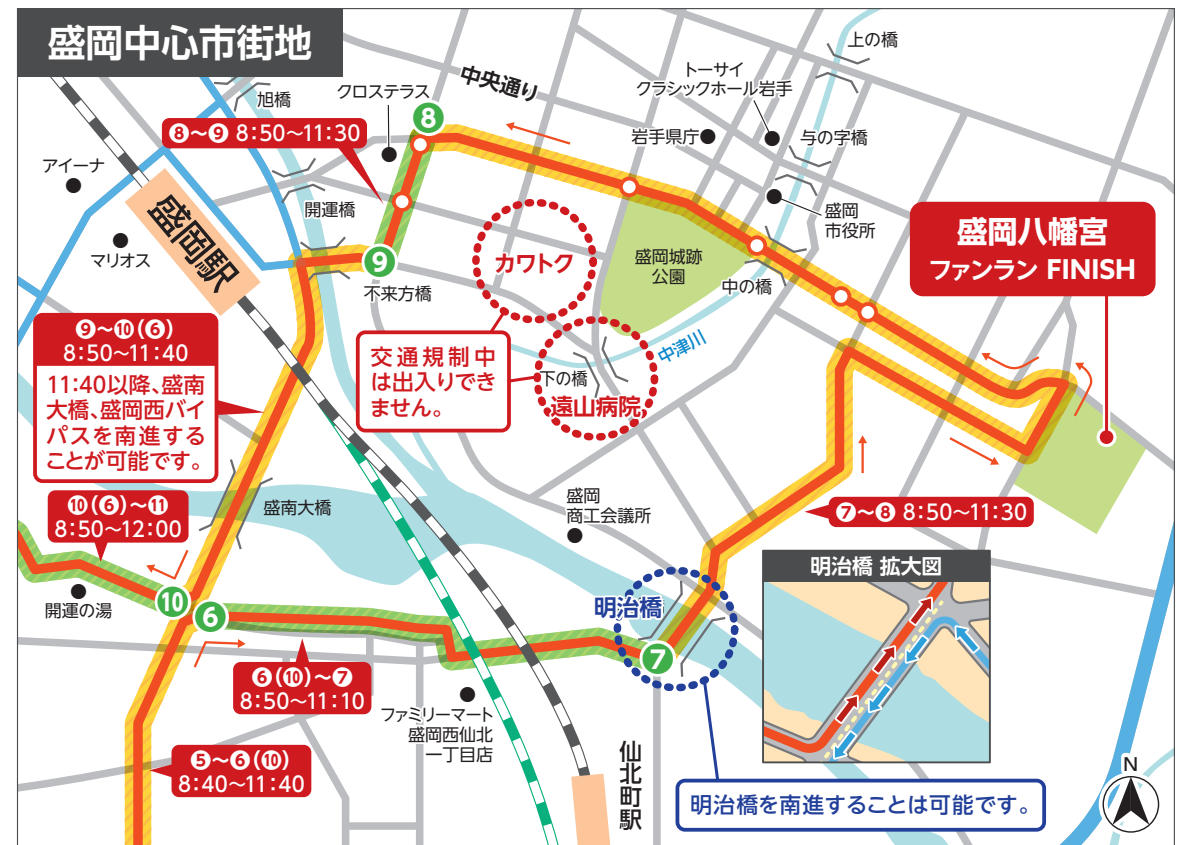 盛岡中心市街地
上の橋
中央通り
トーサイ
クラシックホール岩手
旭橋
クロステラス
8
❽〜❾ 8:50〜11:30
岩手県庁
与の字橋
アイーナ
開運橋
盛岡
市役所
盛岡八幡宮
ファンラン FINISH
盛岡駅
マリオス
9
カワトク
盛岡城跡
公園
中の橋
不来方橋
❾〜❿(❻)
8:50〜11:40
11:40以降、盛南
大橋、盛岡西バイ
パスを南進する
ことが可能です。
交通規制中
は出入りでき
ません。
中津川
下の橋
遠山病院
盛南大橋
盛岡
商工会議所
❿(❻)〜⓫
8:50〜12:00
❼〜❽ 8:50〜11:30
開運の湯
10
6
明治橋
7
明治橋 拡大図
❻(❿)〜❼
8:50〜11:10
ファミリーマート
盛岡西仙北
一丁目店
❺〜❻(❿)
8:40〜11:40
仙北町駅
明治橋を南進することは可能です。
N